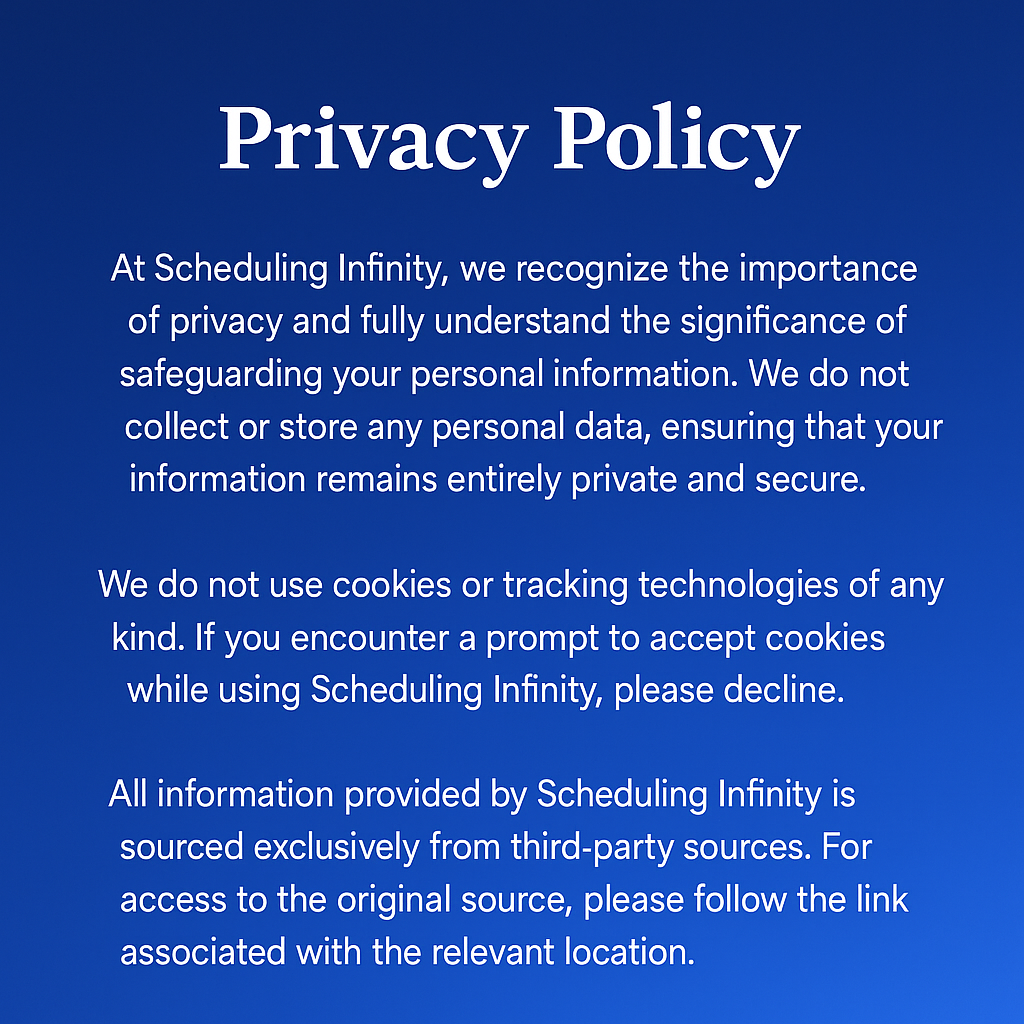 Privacy Policy
At Scheduling Infinity, we recognize the importance
of privacy and fully understand the significance of
safeguarding your personal information. We do not
collect or store any personal data, ensuring that your
information remains entirely private and secure.
We do not use cookies or tracking technologies of any
kind. If you encounter a prompt to accept cookies
while using Scheduling Infinity, please decline.
All information provided by Scheduling Infinity is
sourced exclusively from third-party sources. For
access to the original source, please follow the link
associated with the relevant location.